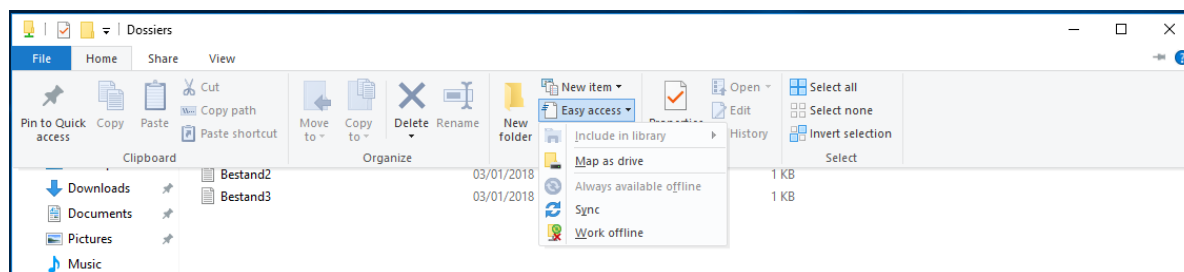 Dossiers
File Home Share View
Pin to Quick access
Copy
Paste
Cut
Copy path
Paste shortcut
Clipboard
Move to
Copy to
Delete
Rename
Organize
New folder
New item
Easy access
Open
Edit
History
Select all
Select none
Invert selection
Select
Include in library
Map as drive
Always available offline
Sync
Work offline
Downloads
Documents
Pictures
Music
Bestand2 03/01/2018 1 KB
Bestand3 03/01/2018 1 KB